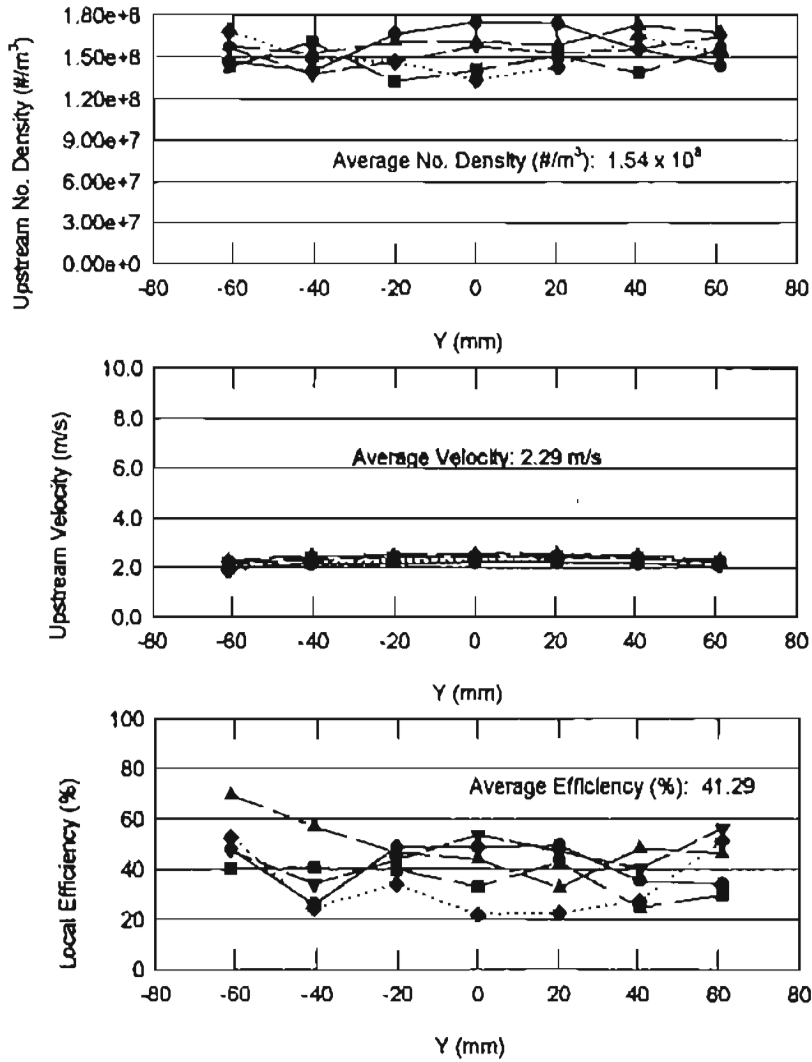 Upstream No. Density (#/m³)
1.80e+8
1.50e+8
1.20e+8
9.00e+7
6.00e+7
3.00e+7
0.00e+0
Average No. Density (#/m³): 1.54 x 10⁸
-80 -60 -40 -20 0 20 40 60 80
Y (mm)
Upstream Velocity (m/s)
10.0
8.0
6.0
4.0
2.0
0.0
Average Velocity: 2.29 m/s
-80 -60 -40 -20 0 20 40 60 80
Y (mm)
Local Efficiency (%)
100
80
60
40
20
0
Average Efficiency (%): 41.29
-80 -60 -40 -20 0 20 40 60 80
Y (mm)